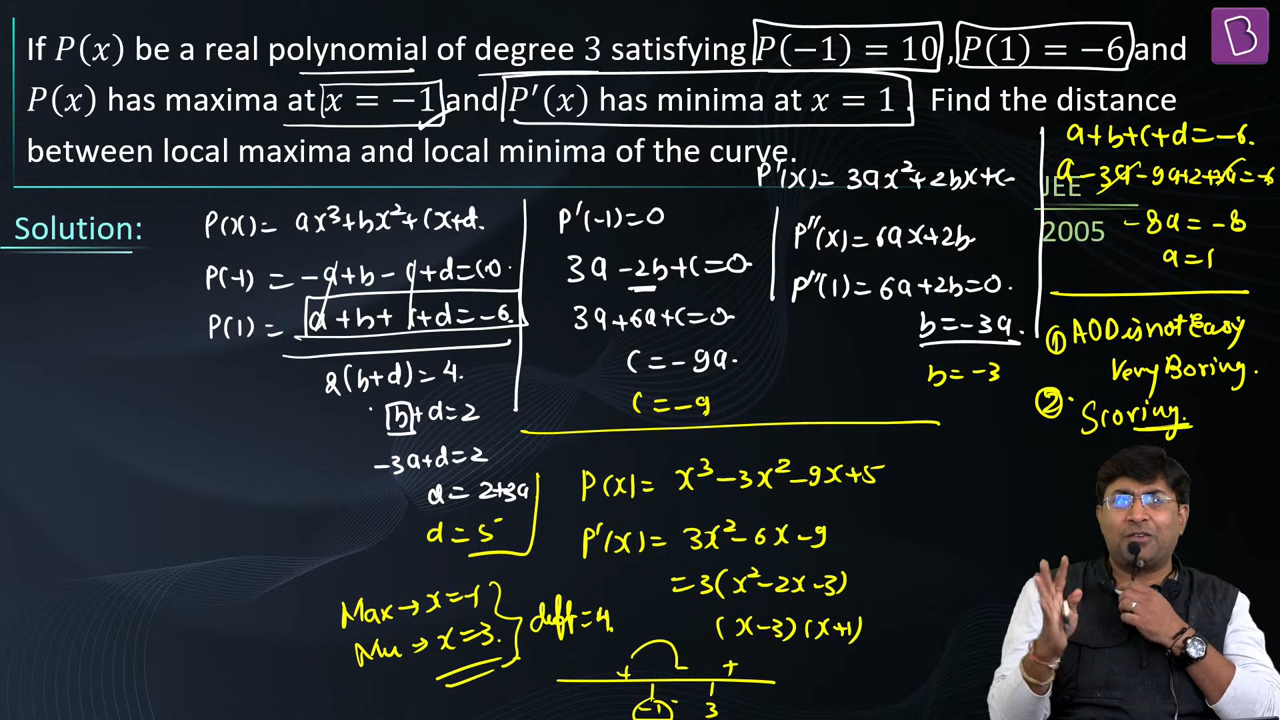 If P(x) be a real polynomial of degree 3 satisfying P(−1) = 10, P(1) = −6 and
P(x) has maxima at x = −1 and P′(x) has minima at x = 1. Find the distance
between local maxima and local minima of the curve.
B
JEE
2005
Solution:
P(x) = ax³+bx²+cx+d.
P(-1) = -a+b-c+d=10.
P(1) = a+b+c+d=-6.
2(b+d)=4.
b+d=2
-3a+d=2
d=2+3a
d=5
P'(-1)=0
3a-2b+c=0
3a+6a+c=0
c=-9a.
c=-9
P'(x)=3ax²+2bx+c
P''(x)=6ax+2b
P''(1)=6a+2b=0.
b=-3a.
b=-3
a+b+c+d=-6.
a-3a-9a+2+3a=-6
-8a=-8
a=1
① AOD is not Easy
Very Boring.
② Scoring.
P(x)= x³-3x²-9x+5
P'(x)= 3x²-6x-9
=3(x²-2x-3)
(x-3)(x+1)
Max→x=-1
Min→x=3.
diff=4.
+ - +
-1 3